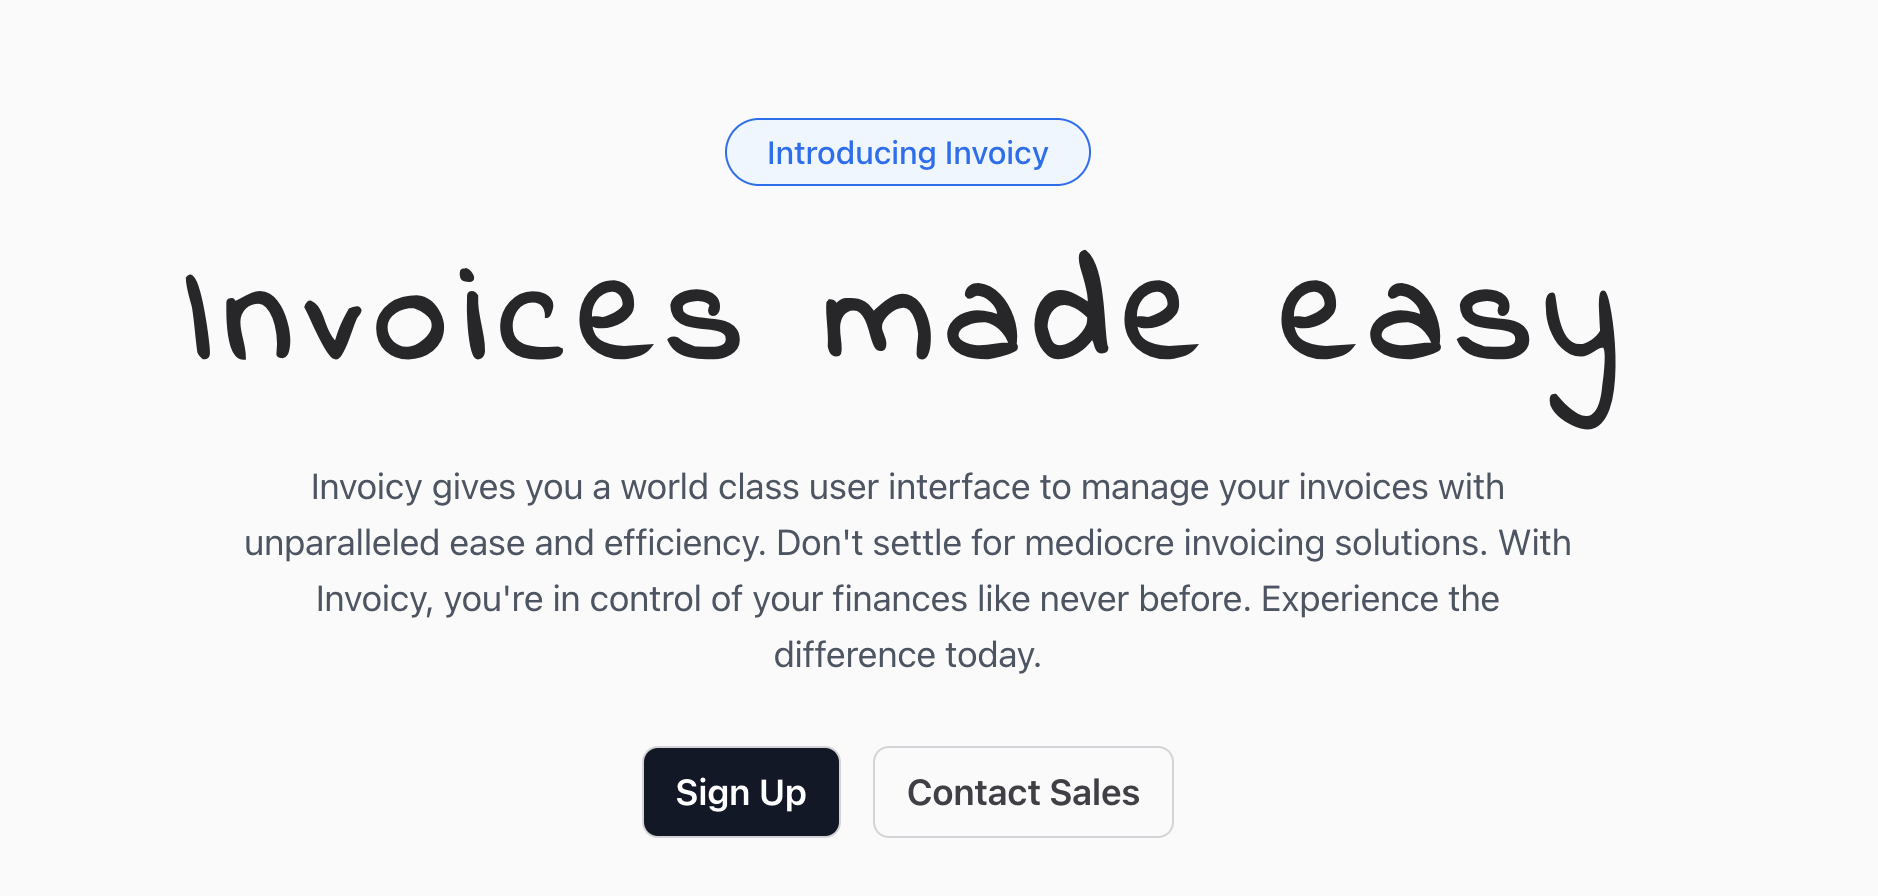 Introducing Invoicy
Invoices made easy
Invoicy gives you a world class user interface to manage your invoices with
unparalleled ease and efficiency. Don't settle for mediocre invoicing solutions. With
Invoicy, you're in control of your finances like never before. Experience the
difference today.
Sign Up
Contact Sales